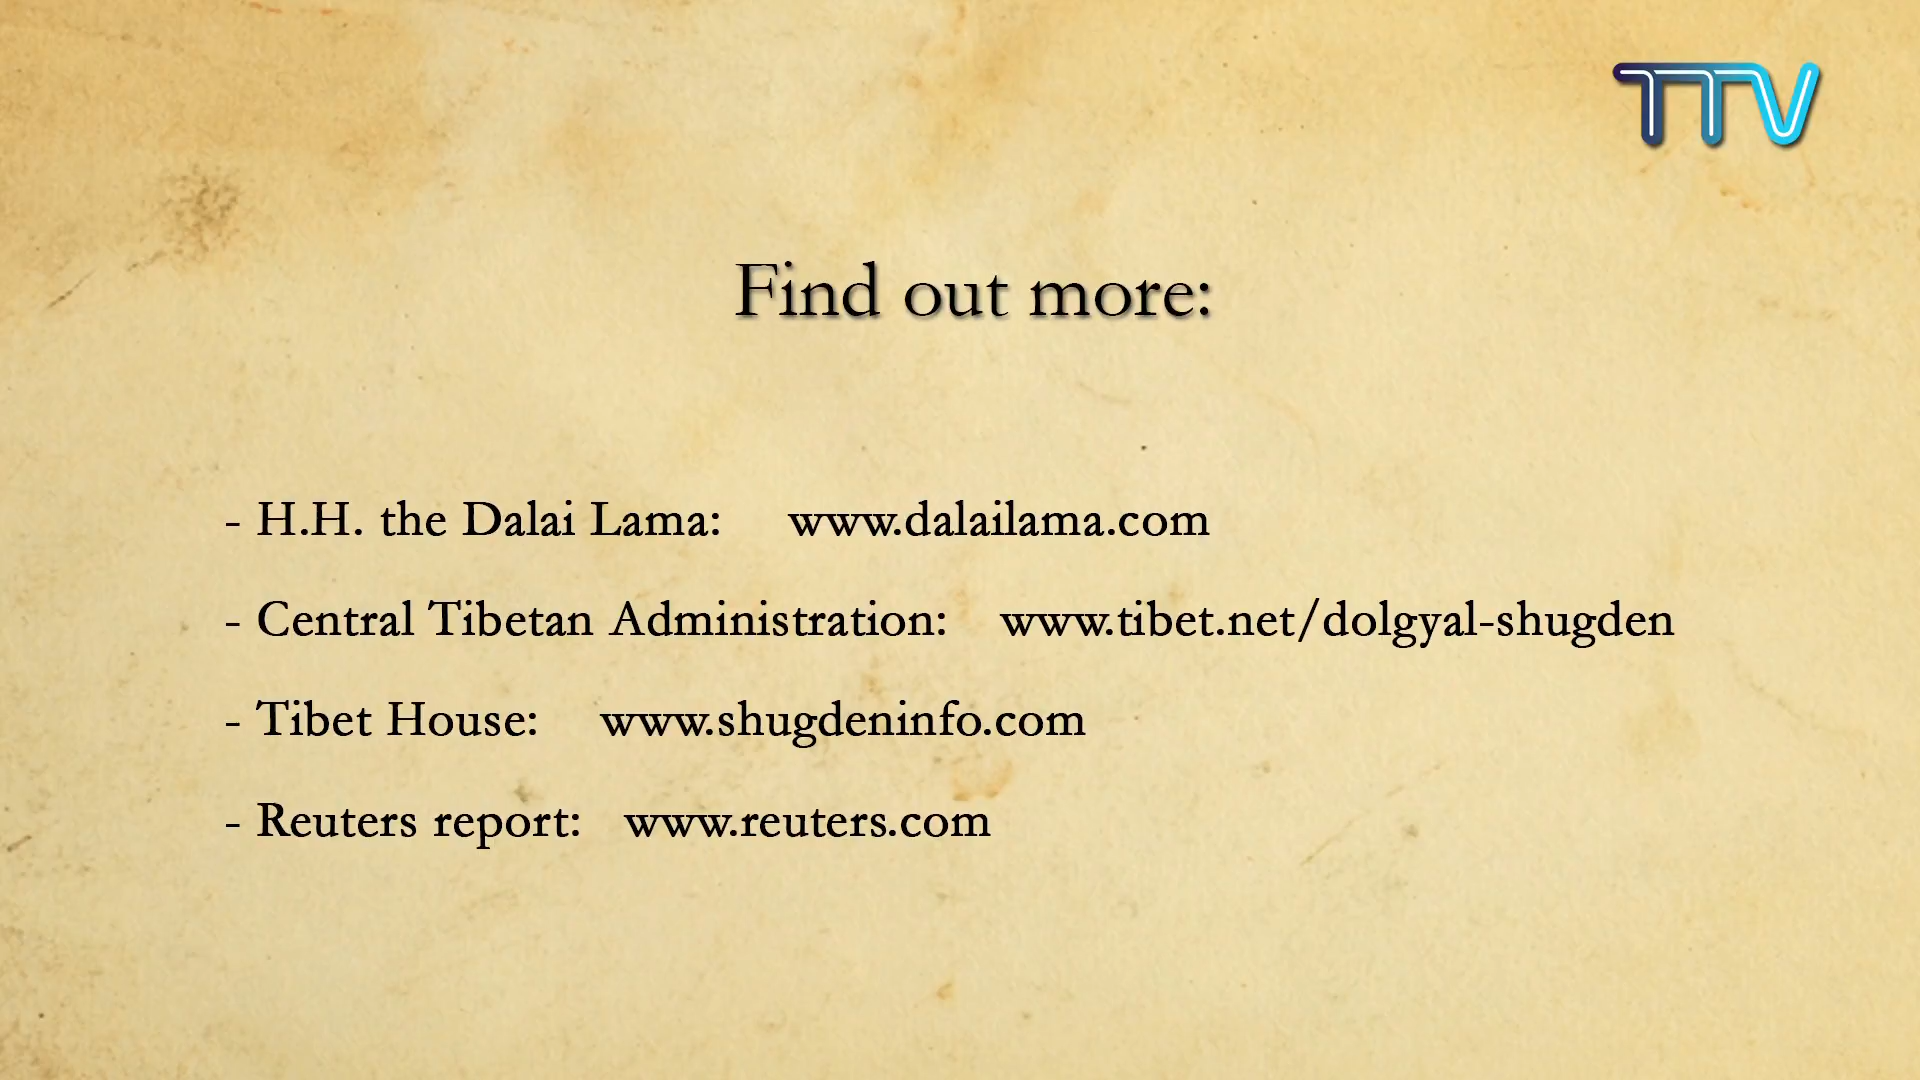 TTV
Find out more:
- H.H. the Dalai Lama: www.dalailama.com
- Central Tibetan Administration: www.tibet.net/dolgyal-shugden
- Tibet House: www.shugdeninfo.com
- Reuters report: www.reuters.com